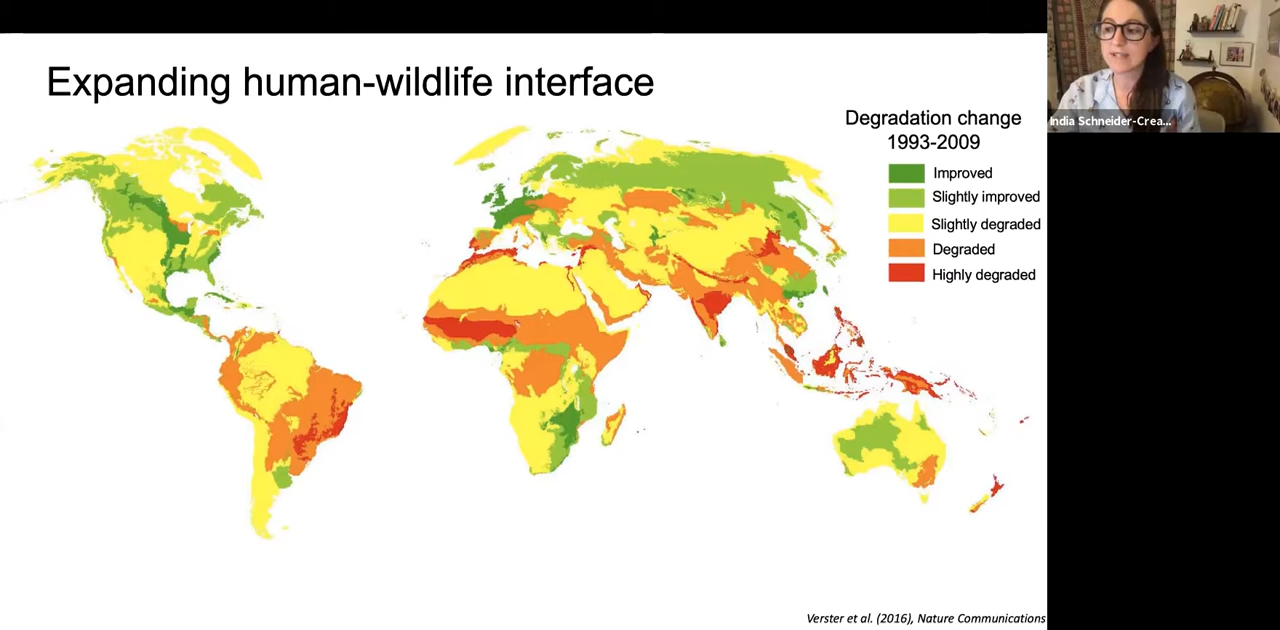 Expanding human-wildlife interface
Degradation change
1993-2009
Improved
Slightly improved
Slightly degraded
Degraded
Highly degraded
India Schneider-Crea...
Verster et al. (2016), Nature Communications